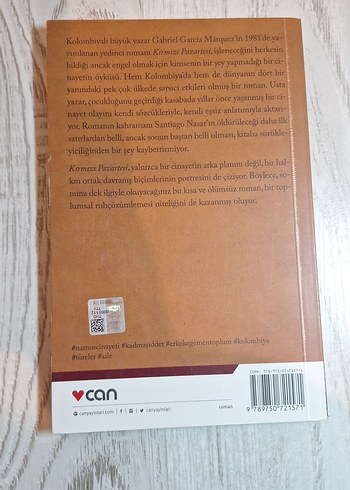 Kolombiyalı büyük yazar Gabriel García Márquez'in 1981'de ya-
yımlanan yedinci romanı Kırmızı Pazartesi, işleneceğini herkesin
bildiği ancak engel olmak için kimsenin bir şey yapmadığı bir ci-
nayetin öyküsü. Hem Kolombiya'da hem de dünyanın dört bir
yanındaki pek çok ülkede sarsıcı etkileri olmuş bir roman. Usta
yazar, çocukluğunu geçirdiği kasabada yıllar önce yaşanmış bir ci-
nayet olayını kendi sözcükleriyle, kendi eşsiz anlatımıyla aktarı-
yor. Romanın kahramanı Santiago Nasar'ın öldürüleceği daha ilk
satırlardan belli, ancak sonun baştan belli olması, kitaba sürükle-
yiciliğinden bir şey kaybettirmiyor.
Kırmızı Pazartesi, yalnızca bir cinayetin arka planını değil, bir hal-
kın ortak davranış biçimlerinin portresini de çiziyor. Böylece, so-
nuna dek ilgiyle okuyacağınız bu kısa ve ölümsüz roman, bir top-
lumsal ruhçözümlemesi niteliğini de kazanmış oluyor.
#namuscinayeti #kadınaşiddet #erkekegementoplum #kolombiya
#töreler #aile
can
canyayinlari.com
canyayinlari
roman
9 789750 721571